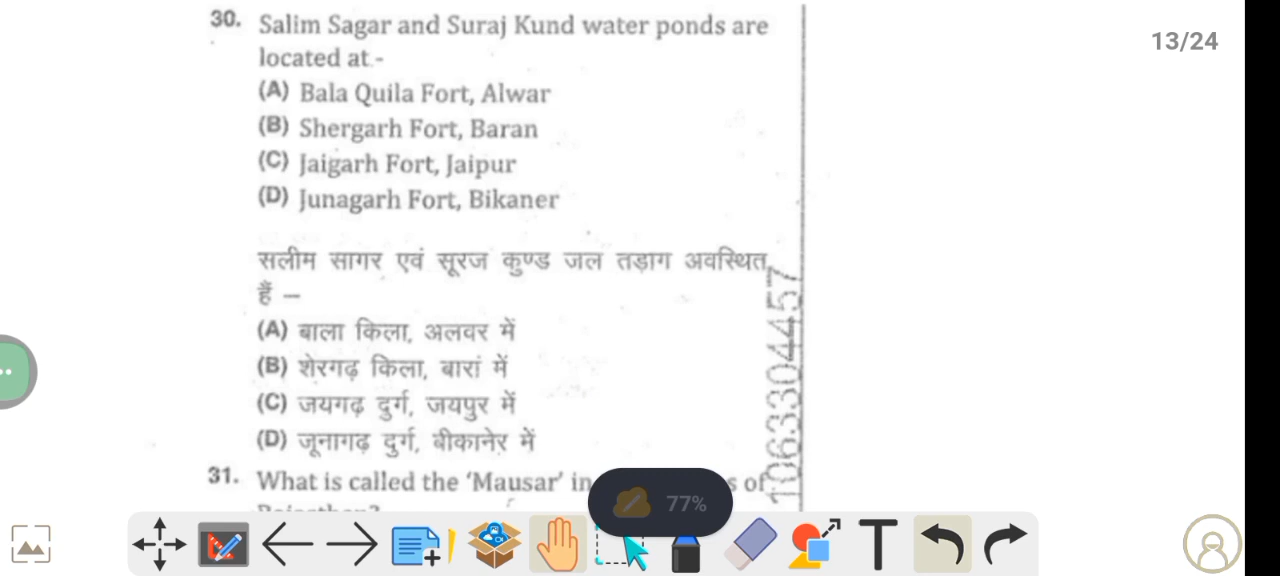 13/24
30. Salim Sagar and Suraj Kund water ponds are
located at -
(A) Bala Quila Fort, Alwar
(B) Shergarh Fort, Baran
(C) Jaigarh Fort, Jaipur
(D) Junagarh Fort, Bikaner
सलीम सागर एवं सूरज कुण्ड जल तड़ाग अवस्थित
हैं –
(A) बाला किला, अलवर में
(B) शेरगढ़ किला, बारां में
(C) जयगढ़ दुर्ग, जयपुर में
(D) जूनागढ़ दुर्ग, बीकानेर में
31. What is called the ‘Mausar’ in s of
1063304457
77%
T